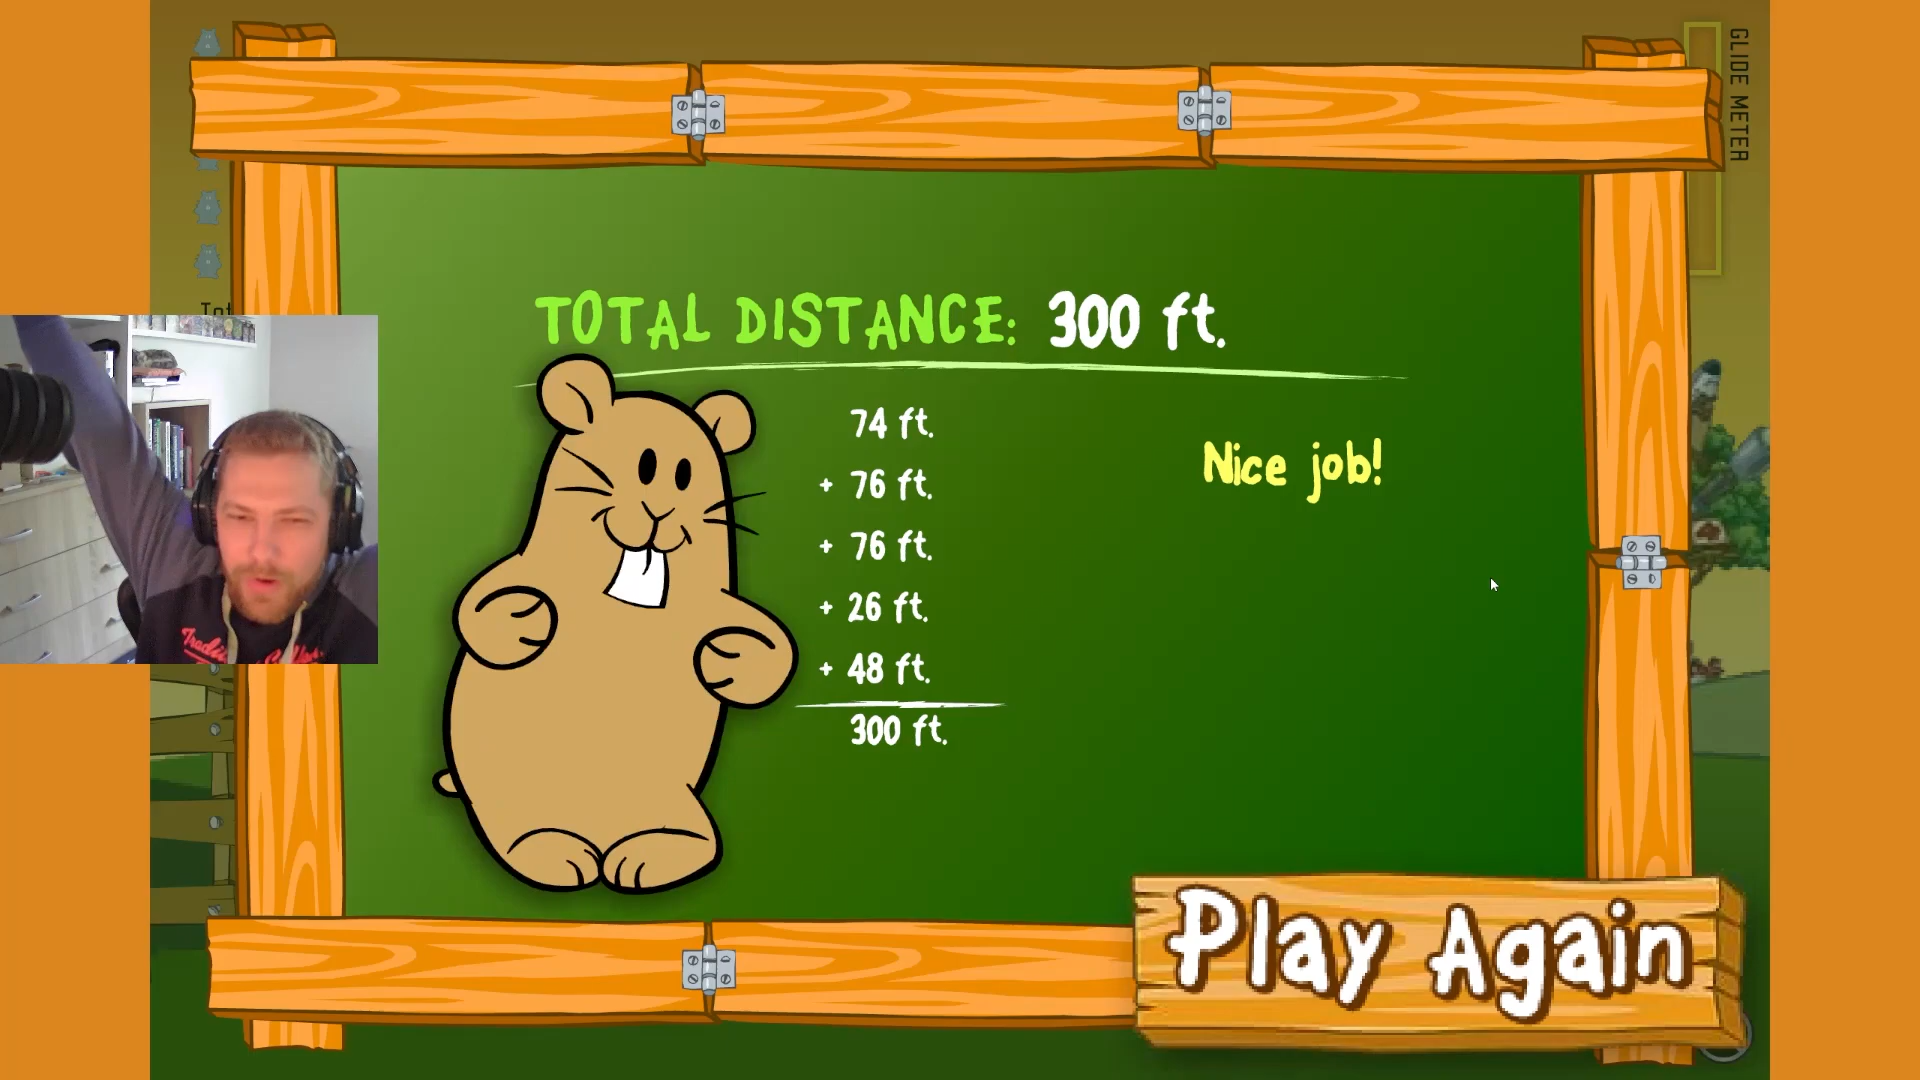 GLIDE METER
Tot
TOTAL DISTANCE: 300 ft.
74 ft.
+ 76 ft.
+ 76 ft.
+ 26 ft.
+ 48 ft.
300 ft.
Nice job!
Play Again